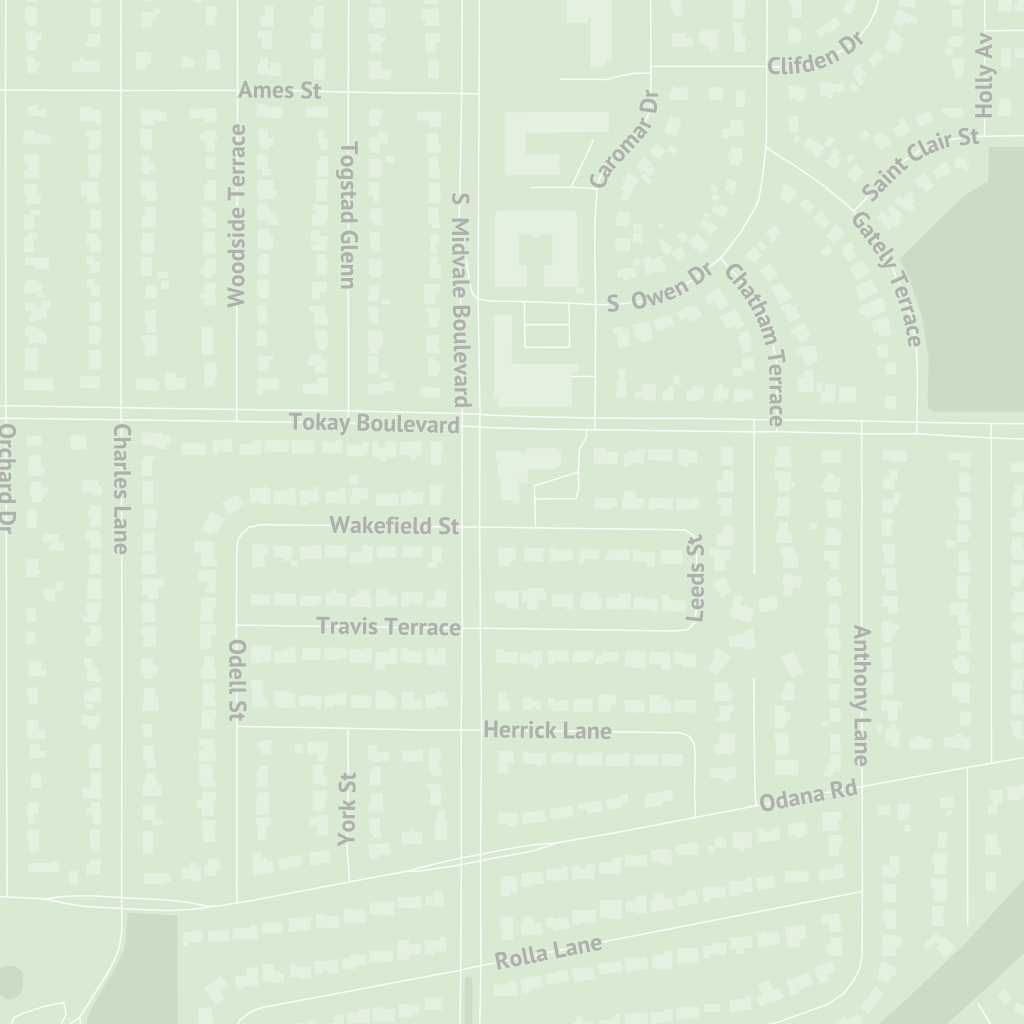 Clifden Dr
Holly Av
Ames St
Caromar Dr
Saint Clair St
Woodside Terrace
Togstad Glenn
S Midvale Boulevard
Gately Terrace
S Owen Dr
Chatham Terrace
Tokay Boulevard
Orchard Dr
Charles Lane
Wakefield St
Leeds St
Travis Terrace
Odell St
Anthony Lane
Herrick Lane
York St
Odana Rd
Rolla Lane